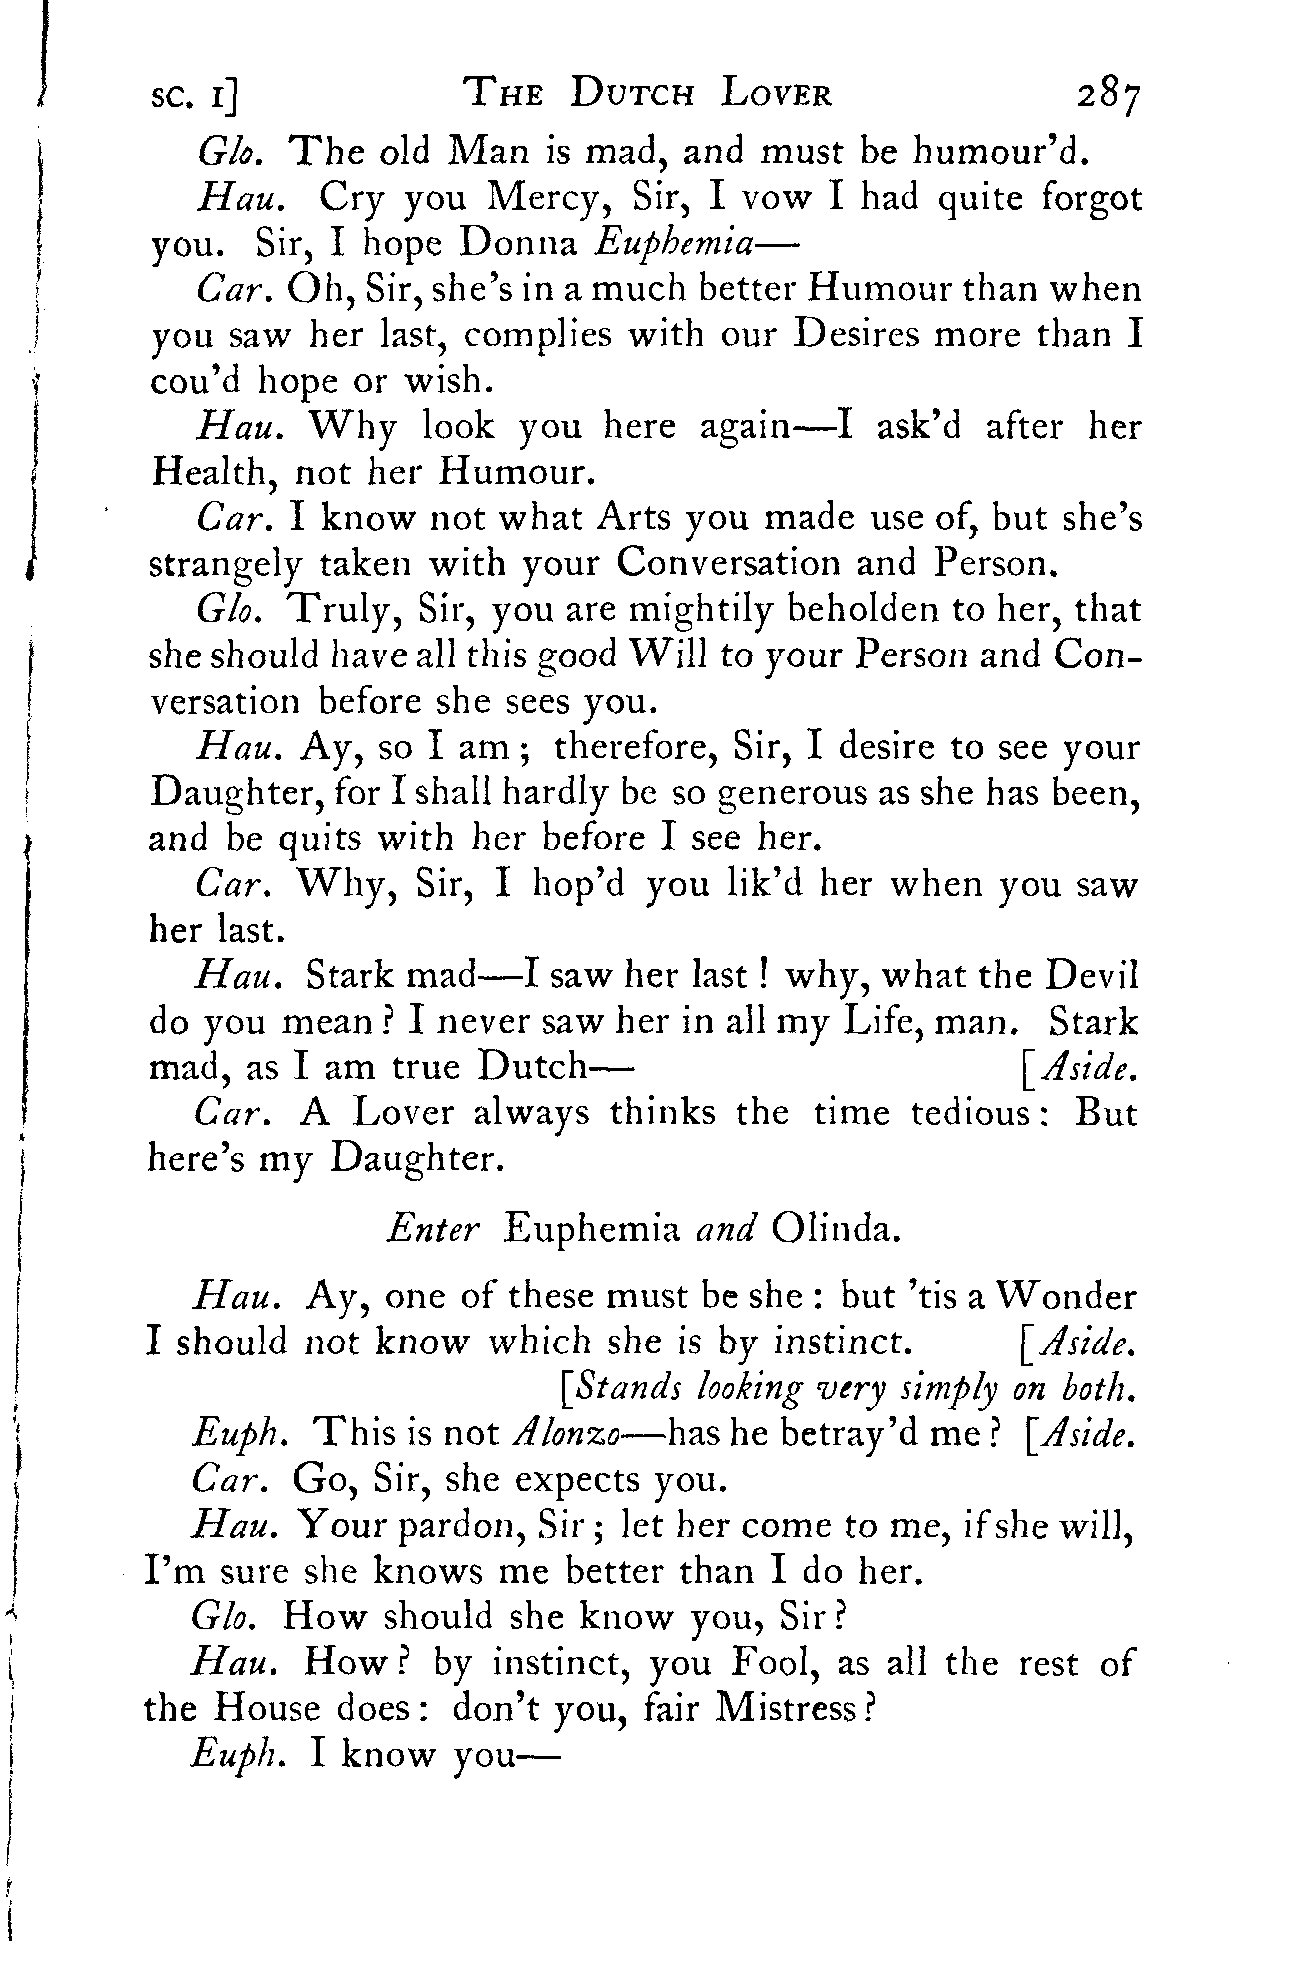 sc. 1] The Dutch Lover 287
Glo. The old Man is mad, and must be humour'd.
Hau. Cry you Mercy, Sir, I vow I had quite forgot
you. Sir, I hope Donna Euphemia—
Car. Oh, Sir, she's in a much better Humour than when
you saw her last, complies with our Desires more than I
cou'd hope or wish.
Hau. Why look you here again—I ask'd after her
Health, not her Humour.
Car. I know not what Arts you made use of, but she's
strangely taken with your Conversation and Person.
Glo. Truly, Sir, you are mightily beholden to her, that
she should have all this good Will to your Person and Con-
versation before she sees you.
Hau. Ay, so I am; therefore, Sir, I desire to see your
Daughter, for I shall hardly be so generous as she has been,
and be quits with her before I see her.
Car. Why, Sir, I hop'd you lik'd her when you saw
her last.
Hau. Stark mad—I saw her last! why, what the Devil
do you mean? I never saw her in all my Life, man. Stark
mad, as I am true Dutch— [Aside.
Car. A Lover always thinks the time tedious: But
here's my Daughter.
Enter Euphemia and Olinda.
Hau. Ay, one of these must be she: but 'tis a Wonder
I should not know which she is by instinct. [Aside.
[Stands looking very simply on both.
Euph. This is not Alonzo—has he betray'd me? [Aside.
Car. Go, Sir, she expects you.
Hau. Your pardon, Sir; let her come to me, if she will,
I'm sure she knows me better than I do her.
Glo. How should she know you, Sir?
Hau. How? by instinct, you Fool, as all the rest of
the House does: don't you, fair Mistress?
Euph. I know you—